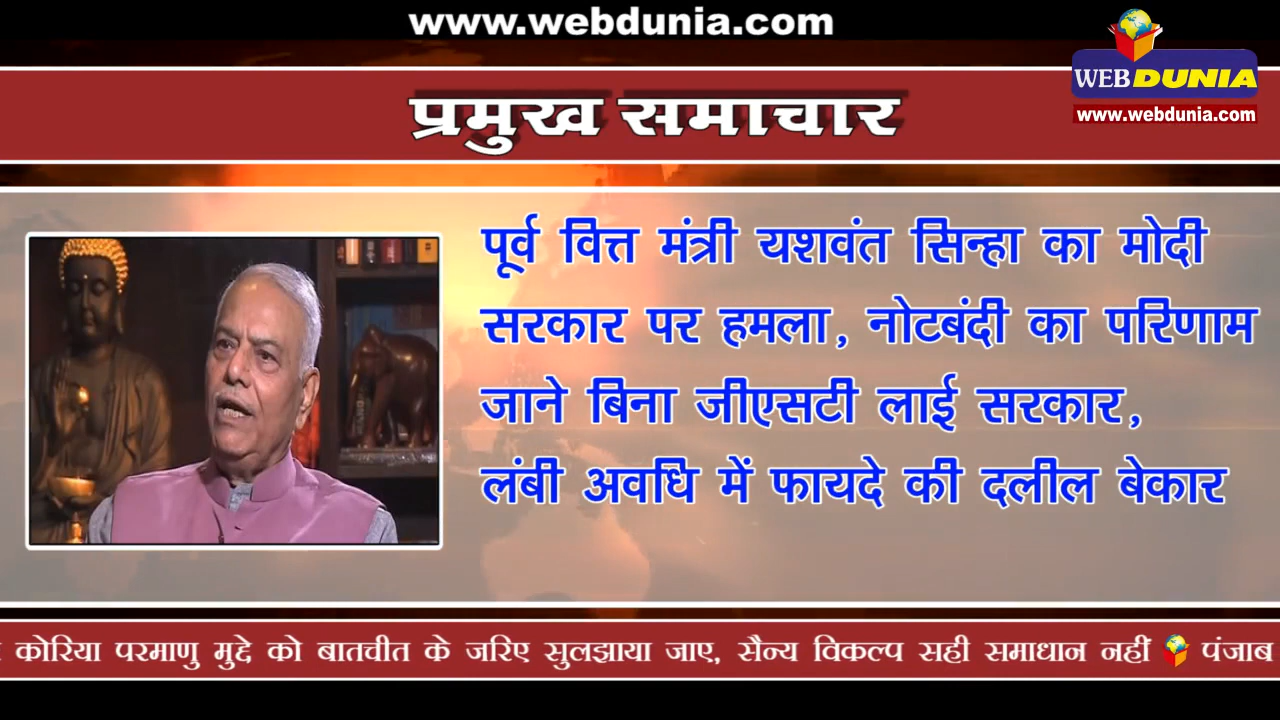 www.webdunia.com
WEBDUNIA
www.webdunia.com
प्रमुख समाचार
पूर्व वित्त मंत्री यशवंत सिन्हा का मोदी
सरकार पर हमला, नोटबंदी का परिणाम
जाने बिना जीएसटी लाई सरकार,
लंबी अवधि में फायदे की दलील बेकार
कोरिया परमाणु मुद्दे को बातचीत के जरिए सुलझाया जाए, सैन्य विकल्प सही समाधान नहीं पंजाब